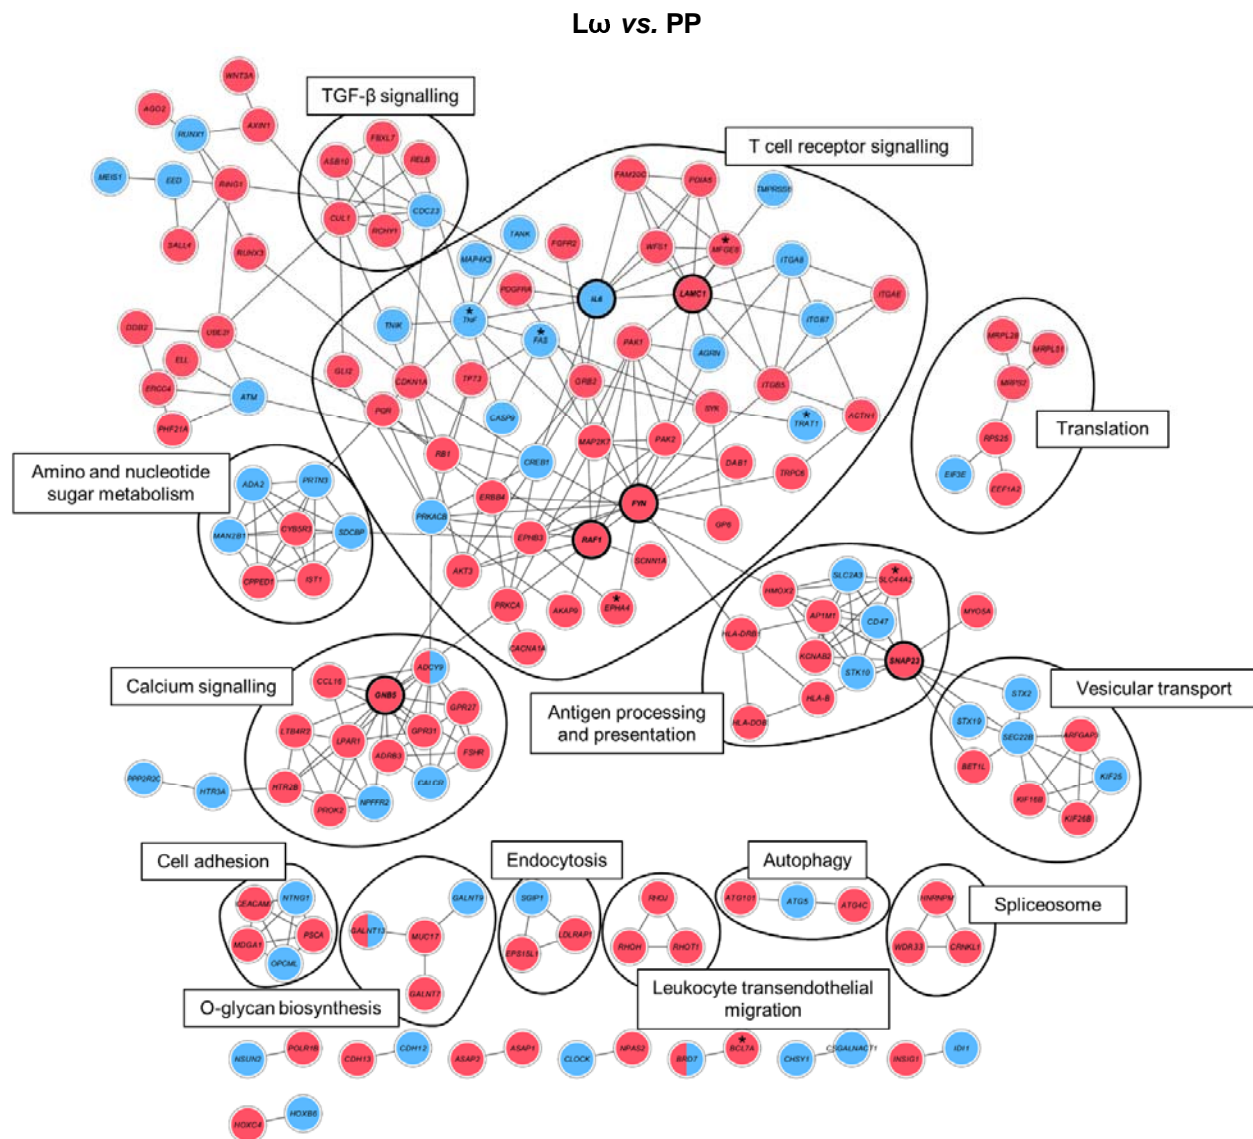 Lω vs. PP
WNT3A
TGF-β signalling
AGO2
AXIN1
RUNX1
FBXL7
T cell receptor signalling
ASB10
RELB
MEIS1
EED
RING1
FAM20C
PDIA6
TMPRSS6
CUL1
CDC23
RCHY1
SALL4
RUNX3
TANK
FGFR2
WFS1
MFGE8
*
MAP4K3
ITGA8
PDGFRA
IL6
LAMC1
ITGAE
DDB2
UBE2I
TNIK
TNF
*
FAS
*
ITGB7
MRPL28
MRPL51
ELL
PAK1
AGRN
GLI2
CDKN1A
TP73
GRB2
ITGB5
MRPS2
ERCC4
ATM
PGR
CASP9
SYK
TRAT1
*
ACTN1
Translation
PHF21A
MAP2K7
PAK2
RPS25
Amino and nucleotide
sugar metabolism
RB1
CREB1
DAB1
TRPC6
EIF3E
EEF1A2
ADA2
PRTN3
ERBB4
FYN
PRKACB
GP6
MAN2B1
CYB5R3
SDCBP
EPHB3
RAF1
SCNN1A
CPPED1
IST1
AKT3
SLC2A3
SLC44A2
*
HMOX2
PRKCA
AKAP9
EPHA4
*
AP1M1
CD47
MYO5A
HLA-DRB1
CACNA1A
KCNAB2
STK10
SNAP23
Calcium signalling
CCL16
ADCY9
GNB5
Antigen processing
and presentation
HLA-B
STX2
Vesicular transport
GPR27
LTB4R2
LPAR1
GPR31
HLA-DOB
STX19
SEC22B
ARFGAP3
ADRB3
FSHR
BET1L
KIF25
PPP2R2C
HTR3A
HTR2B
CALCR
PROK2
NPFFR2
KIF16B
KIF26B
Cell adhesion
Endocytosis
Autophagy
NTNG1
GALNT9
SGIP1
RHOJ
ATG101
ATG5
ATG4C
HNRNPM
Spliceosome
GALNT13
MUC17
LDLRAP1
MDGA1
PSCA
EPS15L1
RHOH
RHOT1
WDR33
CRNKL1
OPCML
GALNT7
O-glycan biosynthesis
Leukocyte transendothelial
migration
NSUN2
POLR1B
CDH13
CDH12
ASAP3
ASAP1
CLOCK
NPAS2
BRD7
BCL7A
*
CHSY1
CSGALNACT1
INSIG1
IDI1
HOXC4
HOXB6